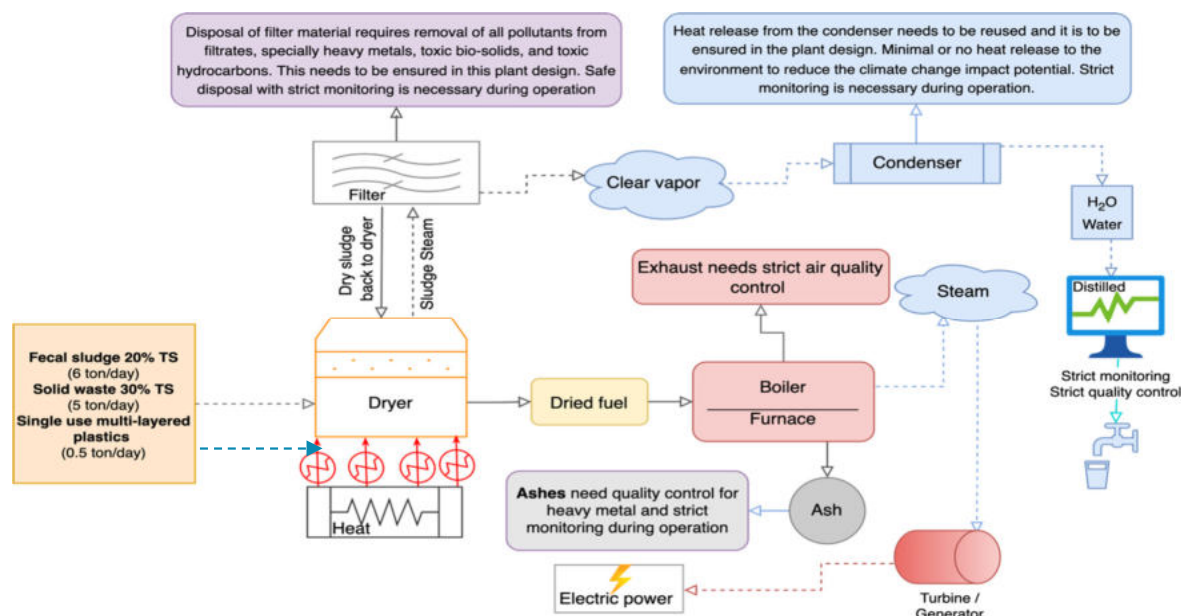 Disposal of filter material requires removal of all pollutants from
filtrates, specially heavy metals, toxic bio-solids, and toxic
hydrocarbons. This needs to be ensured in this plant design. Safe
disposal with strict monitoring is necessary during operation
Heat release from the condenser needs to be reused and it is to be
ensured in the plant design. Minimal or no heat release to the
environment to reduce the climate change impact potential. Strict
monitoring is necessary during operation.
Filter
Clear vapor
Condenser
H₂O
Water
Dry sludge
back to dryer
Sludge Steam
Exhaust needs strict air quality
control
Steam
Distilled
Strict monitoring
Strict quality control
Fecal sludge 20% TS
(6 ton/day)
Solid waste 30% TS
(5 ton/day)
Single use multi-layered
plastics
(0.5 ton/day)
Dryer
Dried fuel
Boiler
Furnace
Heat
Ashes need quality control for
heavy metal and strict
monitoring during operation
Ash
Electric power
Turbine /
Generator